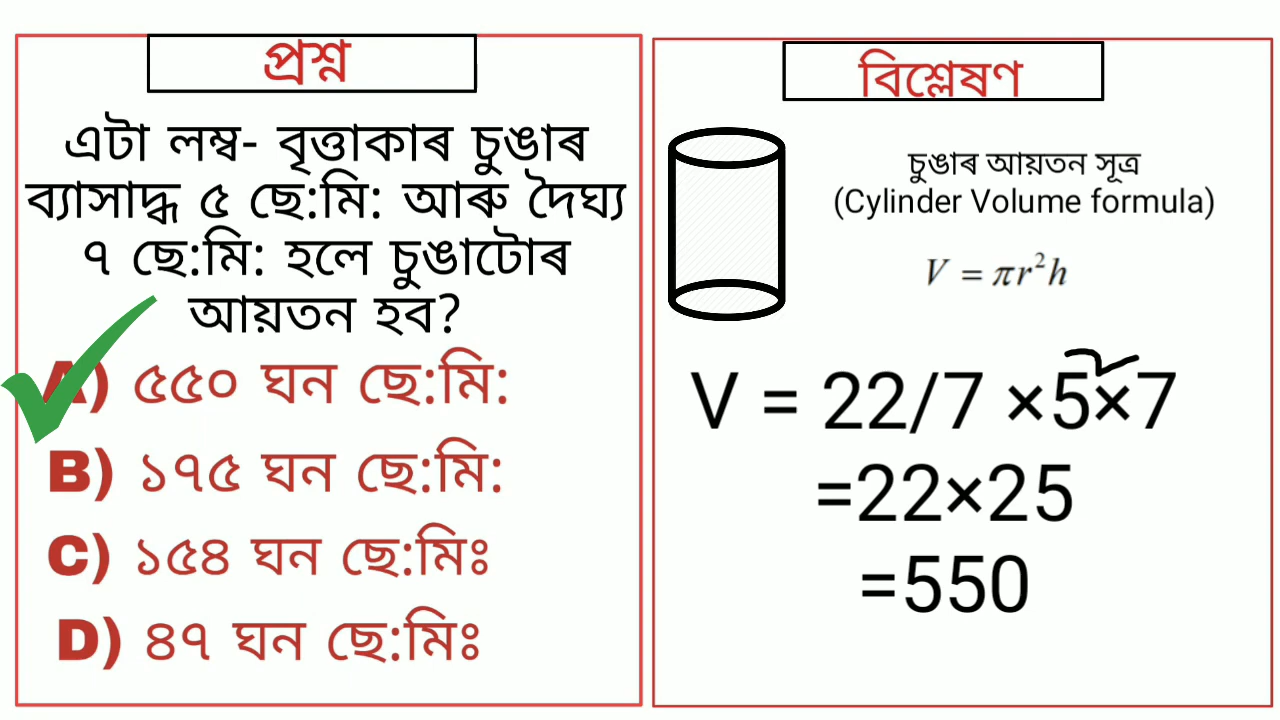 প্ৰশ্ন
এটা লম্ব- বৃত্তাকাৰ চুঙাৰ
ব্যাসাদ্ধ ৫ ছে:মি: আৰু দৈঘ্য
৭ ছে:মি: হলে চুঙাটোৰ
আয়তন হব?
A) ৫৫০ ঘন ছে:মি:
B) ১৭৫ ঘন ছে:মি:
C) ১৫৪ ঘন ছে:মিঃ
D) ৪৭ ঘন ছে:মিঃ
বিশ্লেষণ
চুঙাৰ আয়তন সূত্ৰ
(Cylinder Volume formula)
V = πr²h
V = 22/7 ×5²×7
=22×25
=550